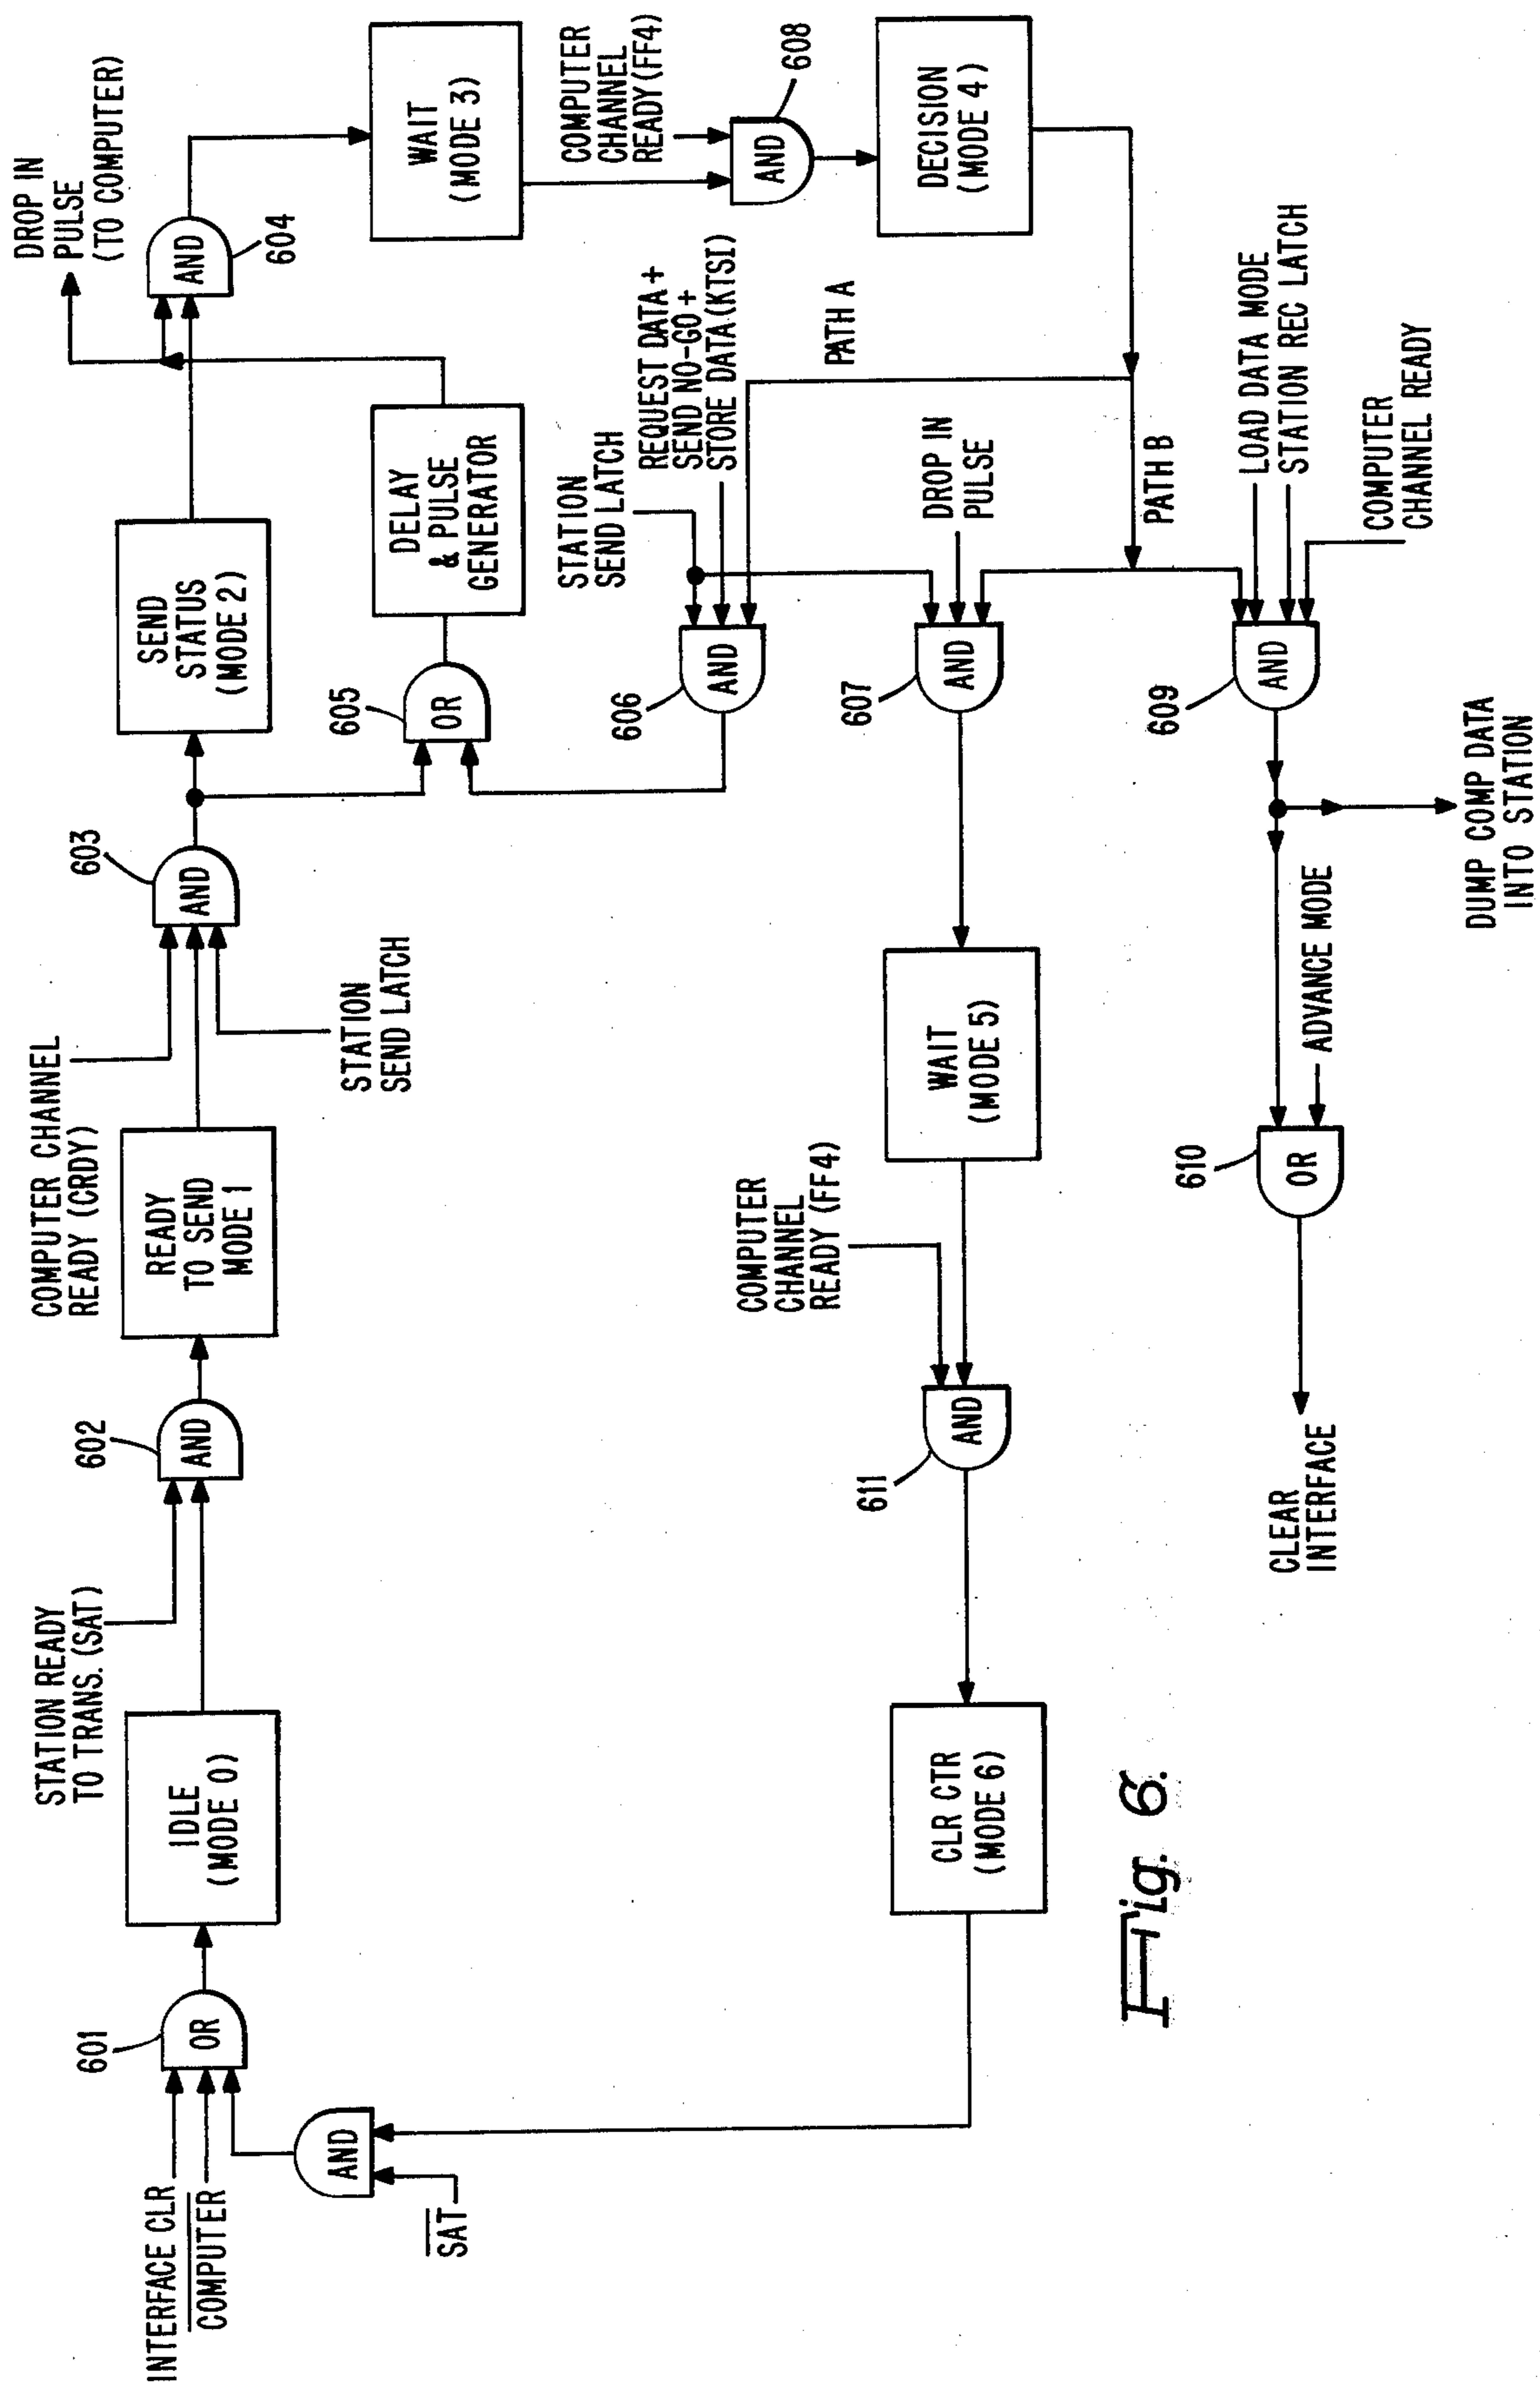 INTERFACE CLR
COMPUTER
601
OR
AND
SAT
IDLE
(MODE 0)
STATION READY
TO TRANS. (SAT)
602
AND
READY
TO SEND
MODE 1
COMPUTER CHANNEL
READY (CRDY)
STATION
SEND LATCH
603
AND
SEND
STATUS
(MODE 2)
605
OR
DELAY
& PULSE
GENERATOR
DROP IN
PULSE
(TO COMPUTER)
AND
604
WAIT
(MODE 3)
COMPUTER
CHANNEL
READY (FF4)
AND
608
DECISION
(MODE 4)
STATION
SEND LATCH
REQUEST DATA +
SEND NO-GO +
STORE DATA (KTSI)
606
AND
PATH A
DROP IN
PULSE
607
AND
PATH B
LOAD DATA MODE
STATION REC LATCH
COMPUTER
CHANNEL READY
609
AND
DUMP COMP DATA
INTO STATION
ADVANCE MODE
610
OR
CLEAR
INTERFACE
WAIT
(MODE 5)
COMPUTER
CHANNEL
READY (FF4)
611
AND
CLR CTR
(MODE 6)
Fig. 6.